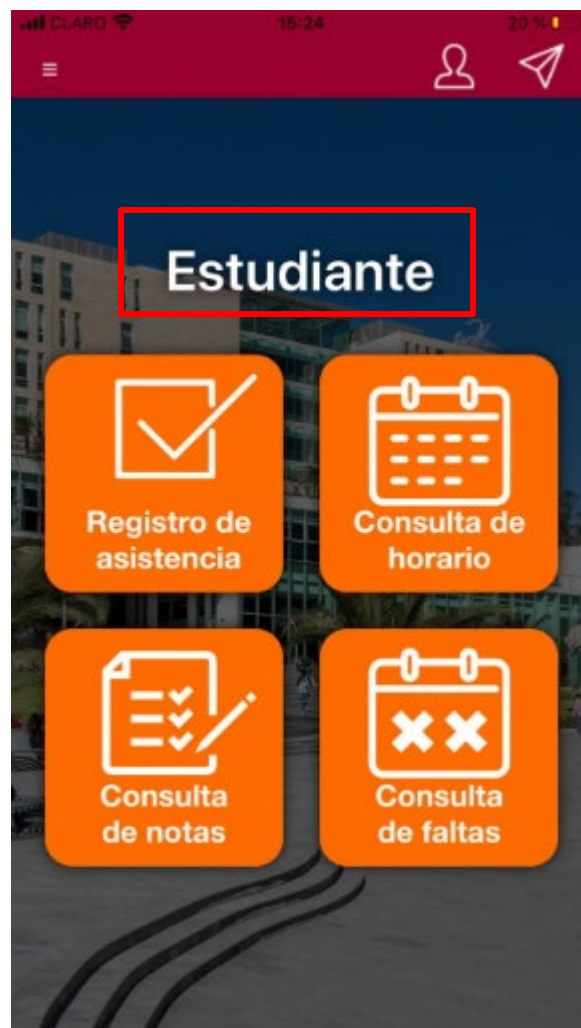 CLARO 15:24 20 %
Estudiante
Registro de
asistencia
Consulta de
horario
Consulta
de notas
Consulta
de faltas